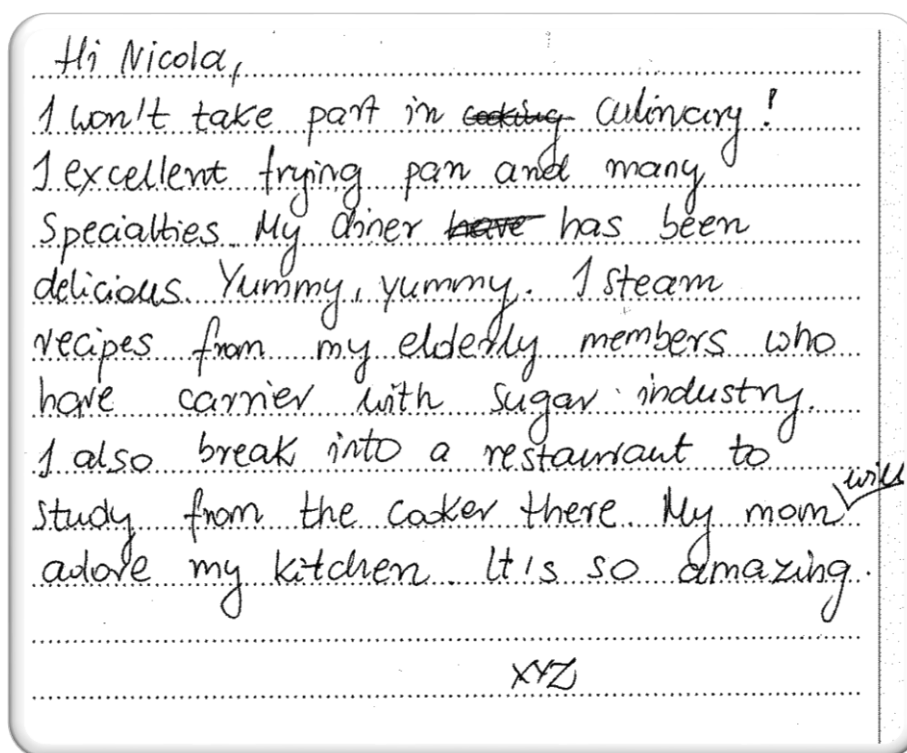 Hi Nicola,
I won't take part in cooking culinary!
I excellent frying pan and many
Specialties. My diner have has been
delicious. Yummy, yummy. I steam
recipes from my elderly members who
have carrier with sugar industry.
I also break into a restaurant to
will
study from the cooker there. My mom
adore my kitchen. It's so amazing.
XYZ